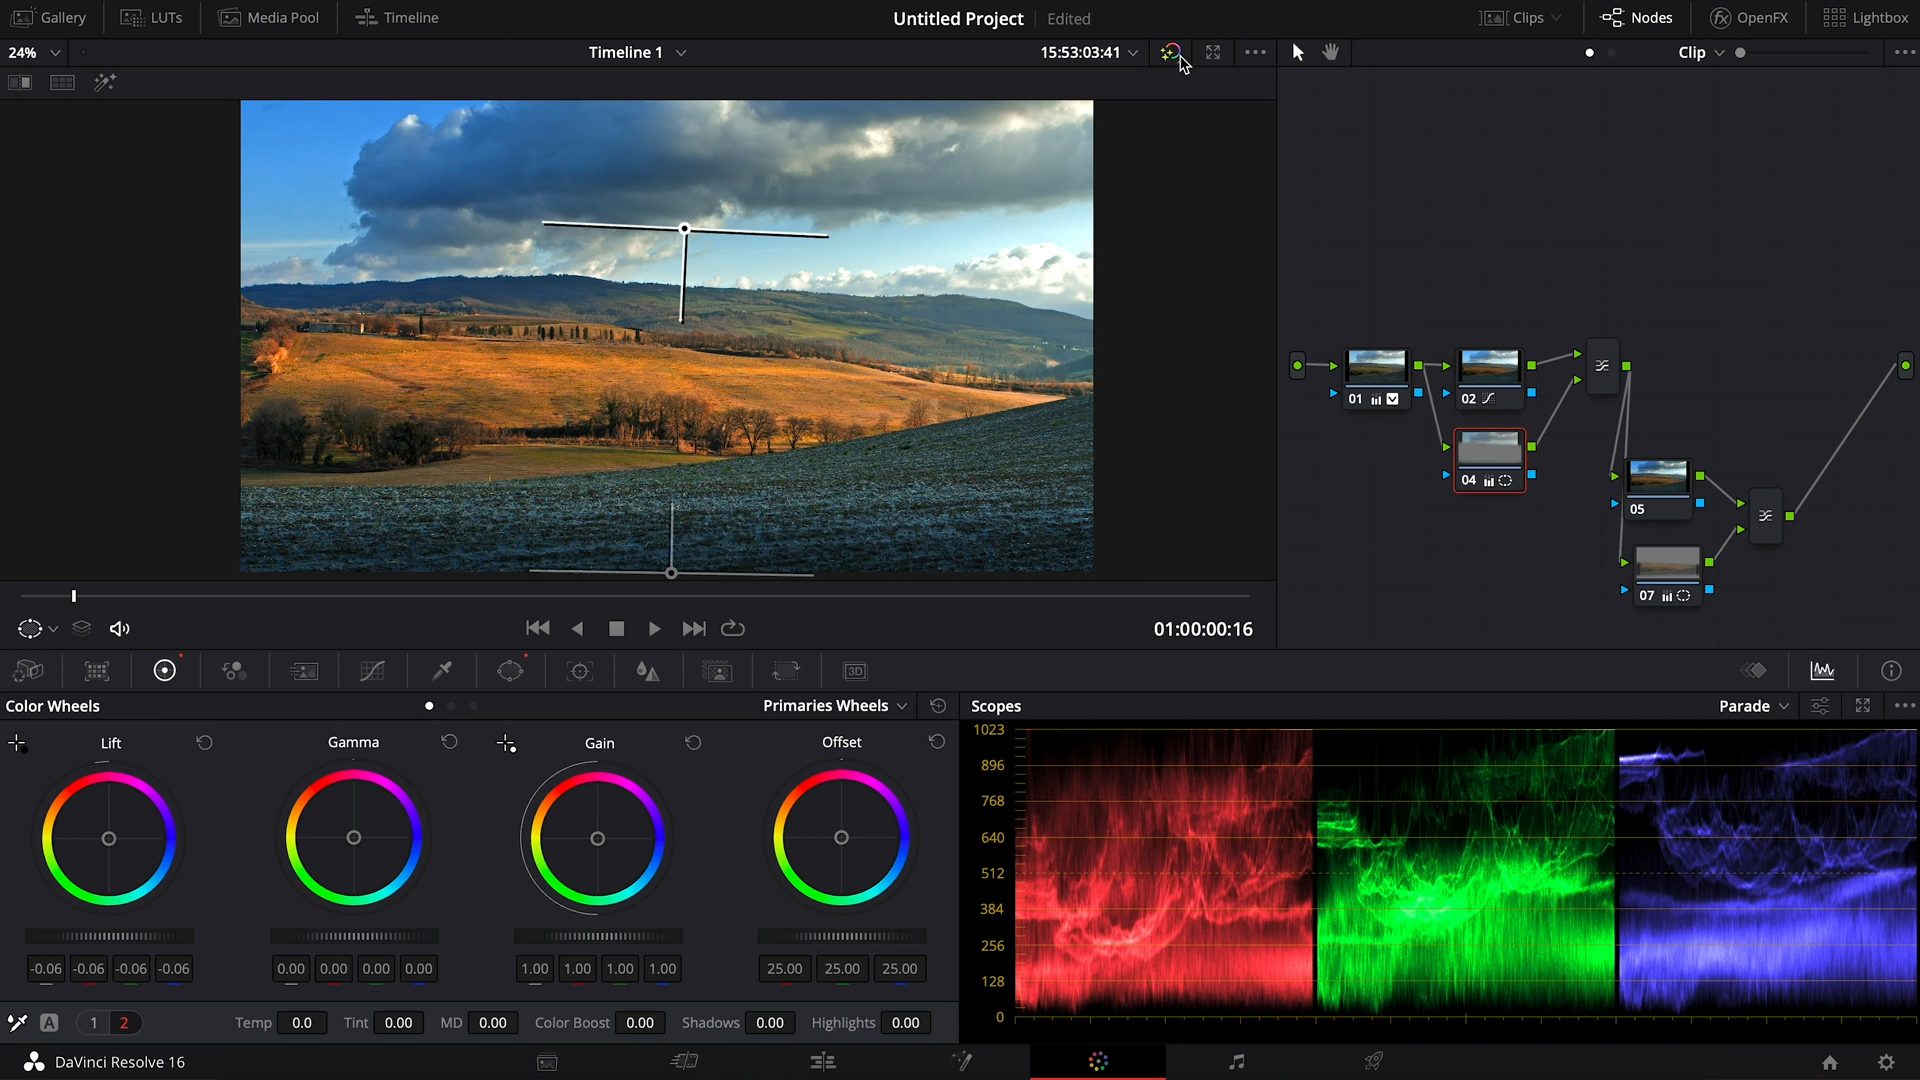 Gallery LUTs Media Pool Timeline Untitled Project Edited Clips Nodes OpenFX Lightbox
24% Timeline 1 15:53:03:41 Clip
01 02
04
05
07
01:00:00:16
3D
Color Wheels Primaries Wheels Scopes Parade
Lift Gamma Gain Offset
1023
896
768
640
512
384
256
128
0
-0.06 -0.06 -0.06 -0.06 0.00 0.00 0.00 0.00 1.00 1.00 1.00 1.00 25.00 25.00 25.00
A 1 2 Temp 0.0 Tint 0.00 MD 0.00 Color Boost 0.00 Shadows 0.00 Highlights 0.00
DaVinci Resolve 16